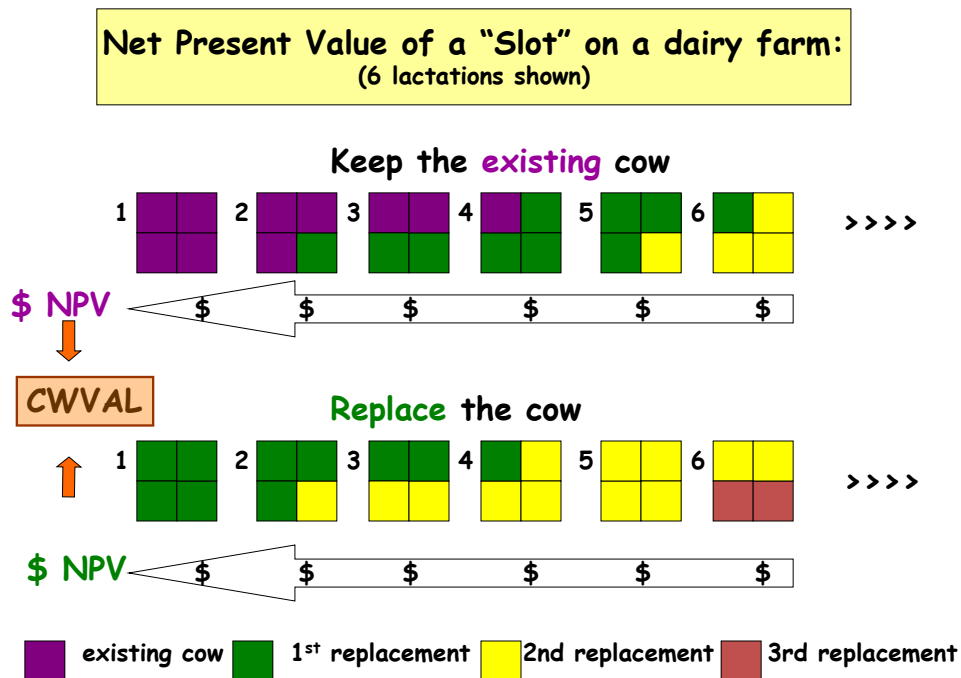 Net Present Value of a “Slot” on a dairy farm:
(6 lactations shown)
Keep the existing cow
1 2 3 4 5 6 >>>>
$ NPV $ $ $ $ $ $
CWVAL
Replace the cow
1 2 3 4 5 6 >>>>
$ NPV $ $ $ $ $ $
existing cow 1st replacement 2nd replacement 3rd replacement